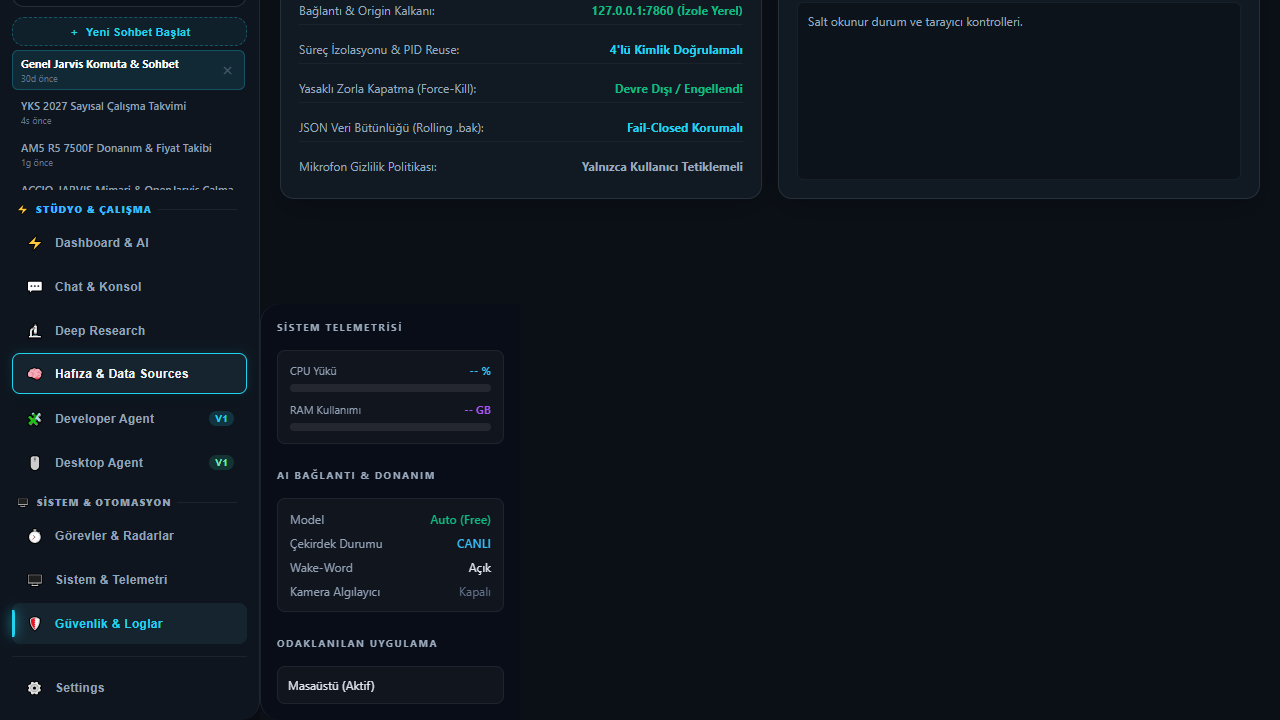 + Yeni Sohbet Başlat
Genel Jarvis Komuta & Sohbet
30d önce
YKS 2027 Sayısal Çalışma Takvimi
4s önce
AM5 R5 7500F Donanım & Fiyat Takibi
1g önce
ACCIO JARVIS Mimari & OpenJarvis Çalma
STÜDYO & ÇALIŞMA
Dashboard & AI
Chat & Konsol
Deep Research
Hafıza & Data Sources
Developer Agent V1
Desktop Agent V1
SİSTEM & OTOMASYON
Görevler & Radarlar
Sistem & Telemetri
Güvenlik & Loglar
Settings
Bağlantı & Origin Kalkanı: 127.0.0.1:7860 (İzole Yerel)
Süreç İzolasyonu & PID Reuse: 4'lü Kimlik Doğrulamalı
Yasaklı Zorla Kapatma (Force-Kill): Devre Dışı / Engellendi
JSON Veri Bütünlüğü (Rolling .bak): Fail-Closed Korumalı
Mikrofon Gizlilik Politikası: Yalnızca Kullanıcı Tetiklemeli
Salt okunur durum ve tarayıcı kontrolleri.
SİSTEM TELEMETRİSİ
CPU Yükü -- %
RAM Kullanımı -- GB
AI BAĞLANTI & DONANIM
Model Auto (Free)
Çekirdek Durumu CANLI
Wake-Word Açık
Kamera Algılayıcı Kapalı
ODAKLANILAN UYGULAMA
Masaüstü (Aktif)